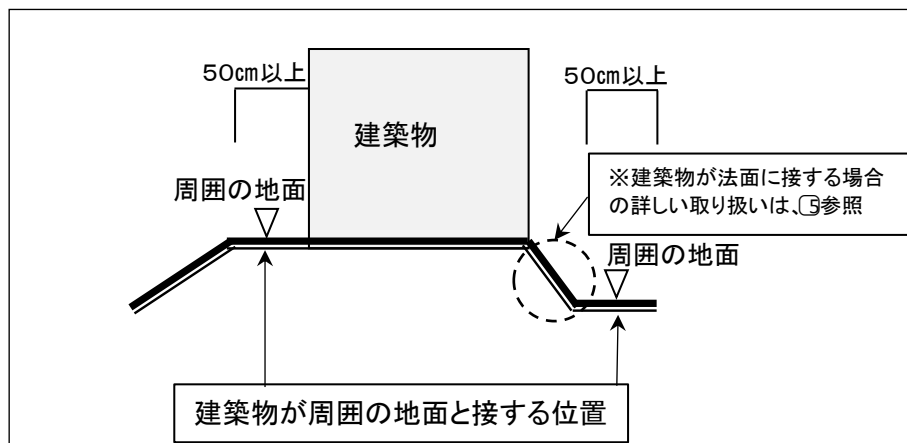 50㎝以上
50㎝以上
建築物
※建築物が法面に接する場合
の詳しい取り扱いは、5参照
周囲の地面
周囲の地面
建築物が周囲の地面と接する位置